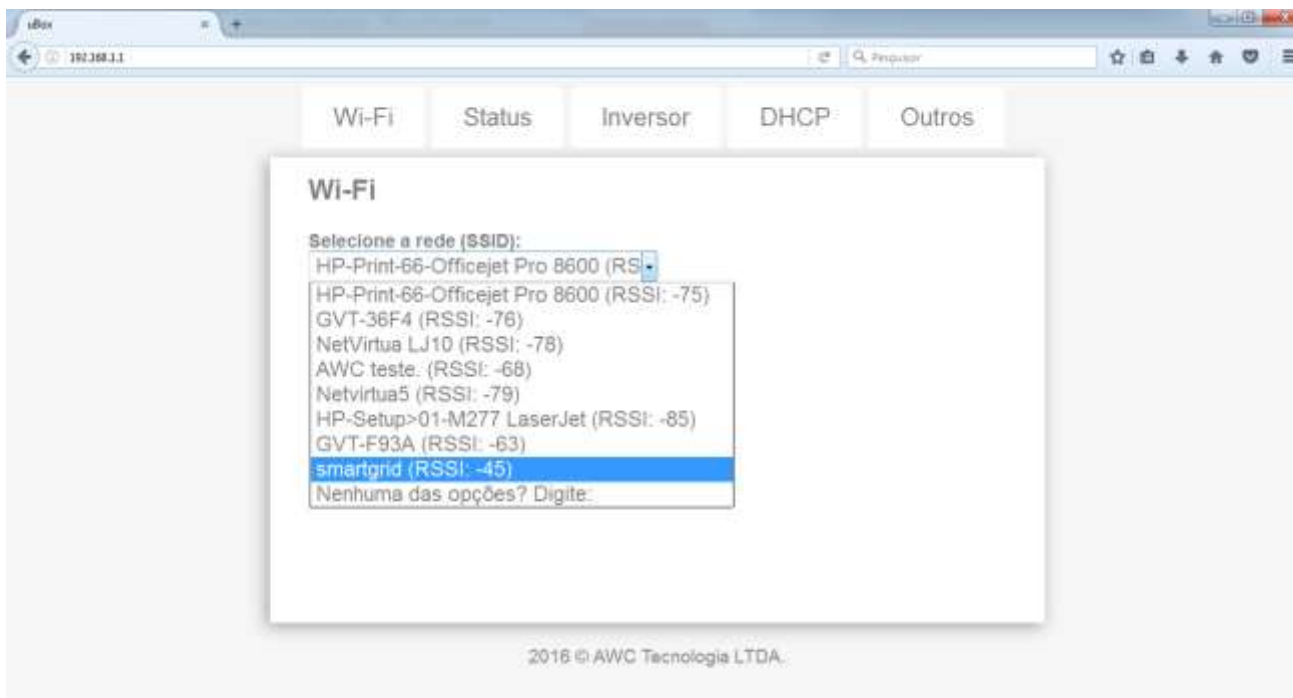 uBox
192.168.1.1
Pesquisar
Wi-Fi Status Inversor DHCP Outros
Wi-Fi
Selecione a rede (SSID):
HP-Print-66-Officejet Pro 8600 (RS
HP-Print-66-Officejet Pro 8600 (RSSI: -75)
GVT-36F4 (RSSI: -76)
NetVirtua LJ10 (RSSI: -78)
AWC teste. (RSSI: -68)
Netvirtua5 (RSSI: -79)
HP-Setup>01-M277 LaserJet (RSSI: -85)
GVT-F93A (RSSI: -63)
smartgrid (RSSI: -45)
Nenhuma das opções? Digite:
2016 © AWC Tecnologia LTDA.